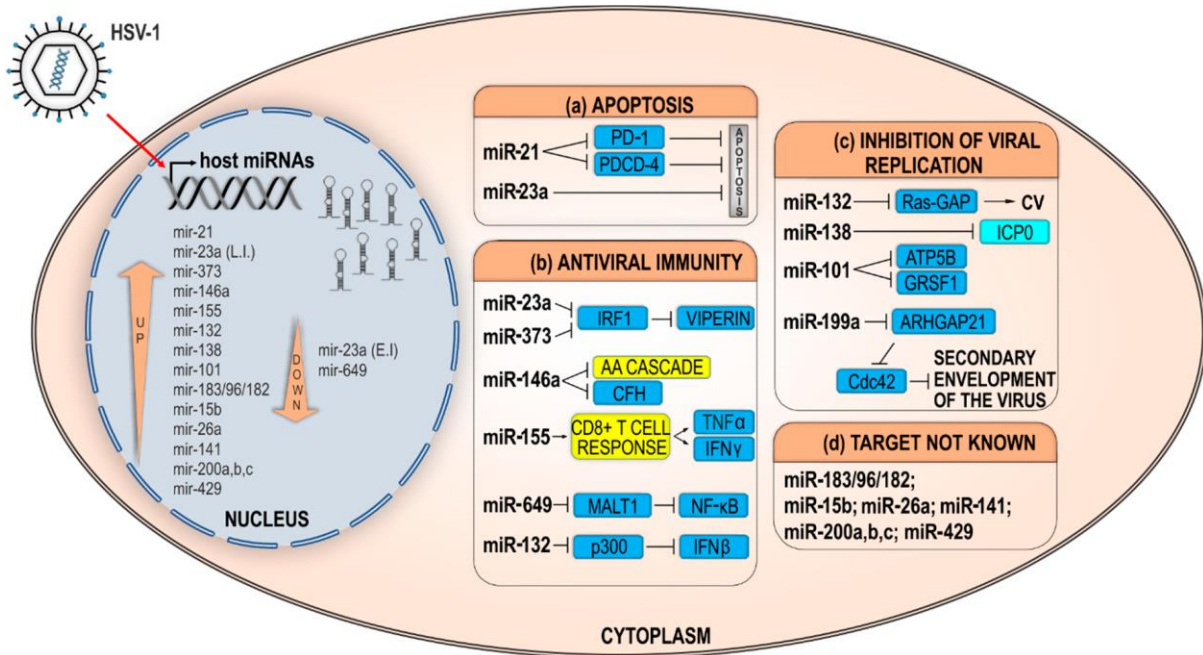 HSV-1
host miRNAs
mir-21
mir-23a (L.I.)
mir-373
mir-146a
mir-155
mir-132
mir-138
mir-101
mir-183/96/182
mir-15b
mir-26a
mir-141
mir-200a,b,c
mir-429
UP
DOWN
mir-23a (E.I)
mir-649
NUCLEUS
(a) APOPTOSIS
miR-21
PD-1
PDCD-4
miR-23a
APOPTOSIS
(b) ANTIVIRAL IMMUNITY
miR-23a
miR-373
IRF1
VIPERIN
miR-146a
AA CASCADE
CFH
miR-155
CD8+ T CELL
RESPONSE
TNFα
IFNγ
miR-649
MALT1
NF-κB
miR-132
p300
IFNβ
(c) INHIBITION OF VIRAL
REPLICATION
miR-132
Ras-GAP
CV
miR-138
ICP0
miR-101
ATP5B
GRSF1
miR-199a
ARHGAP21
Cdc42
SECONDARY
ENVELOPMENT
OF THE VIRUS
(d) TARGET NOT KNOWN
miR-183/96/182;
miR-15b; miR-26a; miR-141;
miR-200a,b,c; miR-429
CYTOPLASM